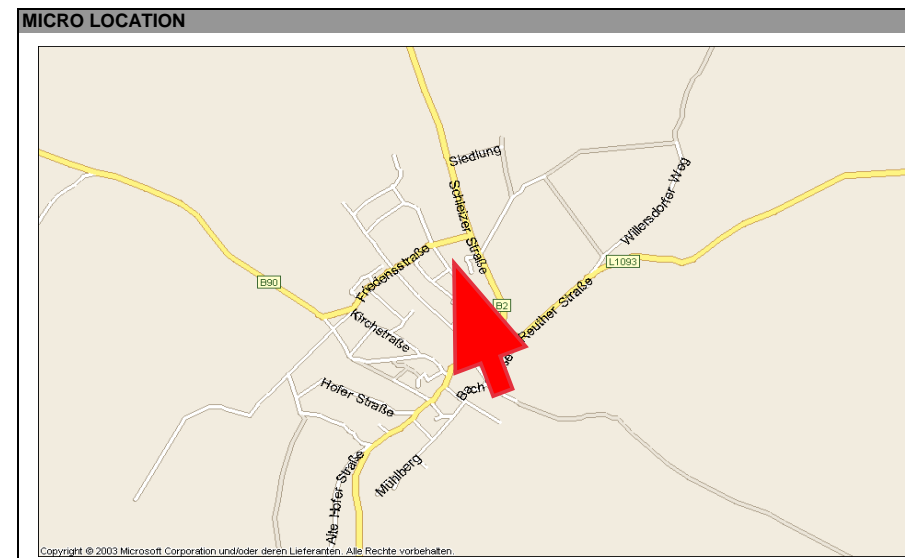 MICRO LOCATION
Siedlung
Schleizer Straße
Willersdorfer Weg
L1093
Friedensstraße
B90
B2
Reuther Straße
Kirchstraße
Bach
Hofer Straße
Mühlberg
Alte Hofer Straße
Copyright © 2003 Microsoft Corporation und/oder deren Lieferanten. Alle Rechte vorbehalten.